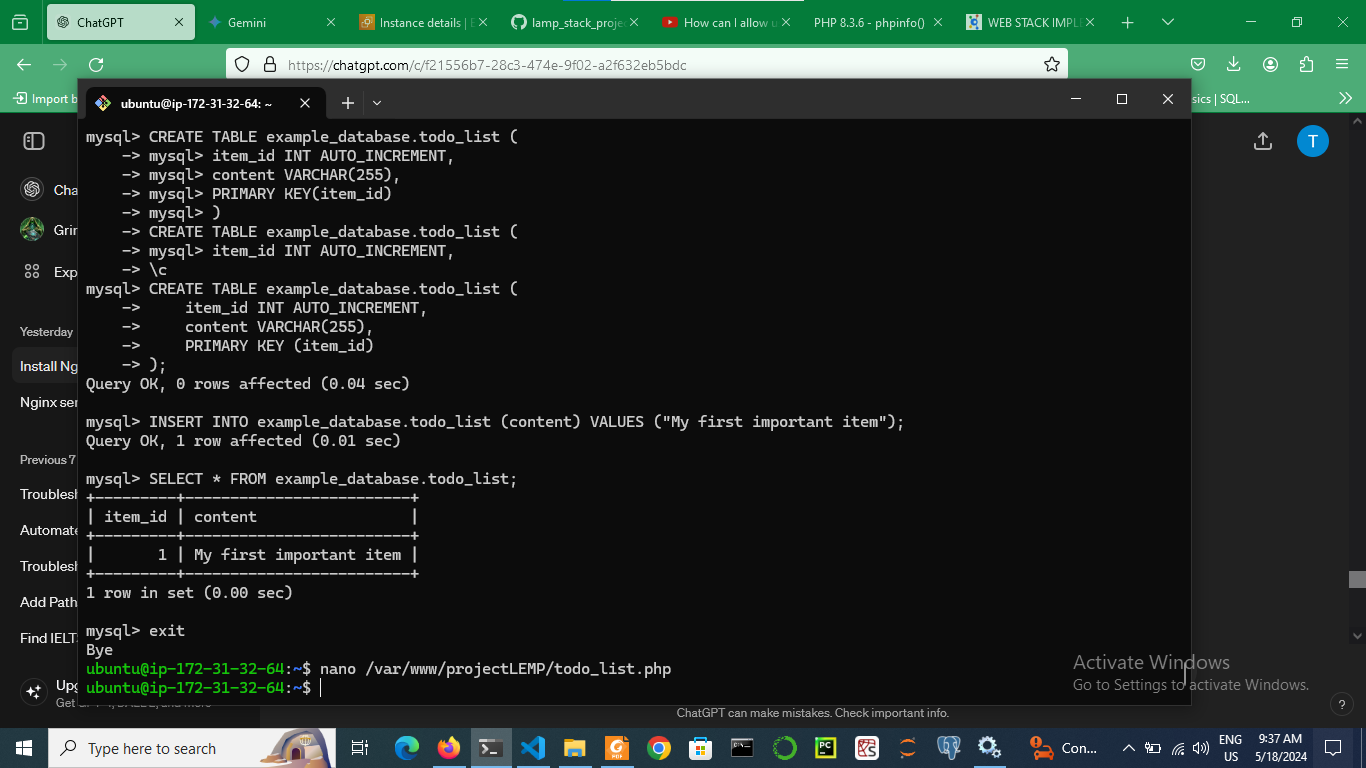 ChatGPT
Gemini
Instance details | E
lamp_stack_proje
How can I allow u
PHP 8.3.6 - phpinfo()
WEB STACK IMPLE
https://chatgpt.com/c/f21556b7-28c3-474e-9f02-a2f632eb5bdc
Import b
sics | SQL...
ubuntu@ip-172-31-32-64: ~
T
Cha
Grin
Exp
Yesterday
Install Ng
Nginx ser
Previous 7
Troublesh
Automate
Troublesh
Add Path
Find IELTS
Upg
Get GPT-4, DALL·E, and more
mysql> CREATE TABLE example_database.todo_list (
    -> mysql> item_id INT AUTO_INCREMENT,
    -> mysql> content VARCHAR(255),
    -> mysql> PRIMARY KEY(item_id)
    -> mysql> )
    -> CREATE TABLE example_database.todo_list (
    -> mysql> item_id INT AUTO_INCREMENT,
    -> \c
mysql> CREATE TABLE example_database.todo_list (
    ->     item_id INT AUTO_INCREMENT,
    ->     content VARCHAR(255),
    ->     PRIMARY KEY (item_id)
    -> );
Query OK, 0 rows affected (0.04 sec)
mysql> INSERT INTO example_database.todo_list (content) VALUES ("My first important item");
Query OK, 1 row affected (0.01 sec)
mysql> SELECT * FROM example_database.todo_list;
+---------+-------------------------+
| item_id | content                 |
+---------+-------------------------+
|       1 | My first important item |
+---------+-------------------------+
1 row in set (0.00 sec)
mysql> exit
Bye
ubuntu@ip-172-31-32-64:~$ nano /var/www/projectLEMP/todo_list.php
ubuntu@ip-172-31-32-64:~$
Activate Windows
Go to Settings to activate Windows.
ChatGPT can make mistakes. Check important info.
?
Type here to search
Con...
ENG
US
9:37 AM
5/18/2024